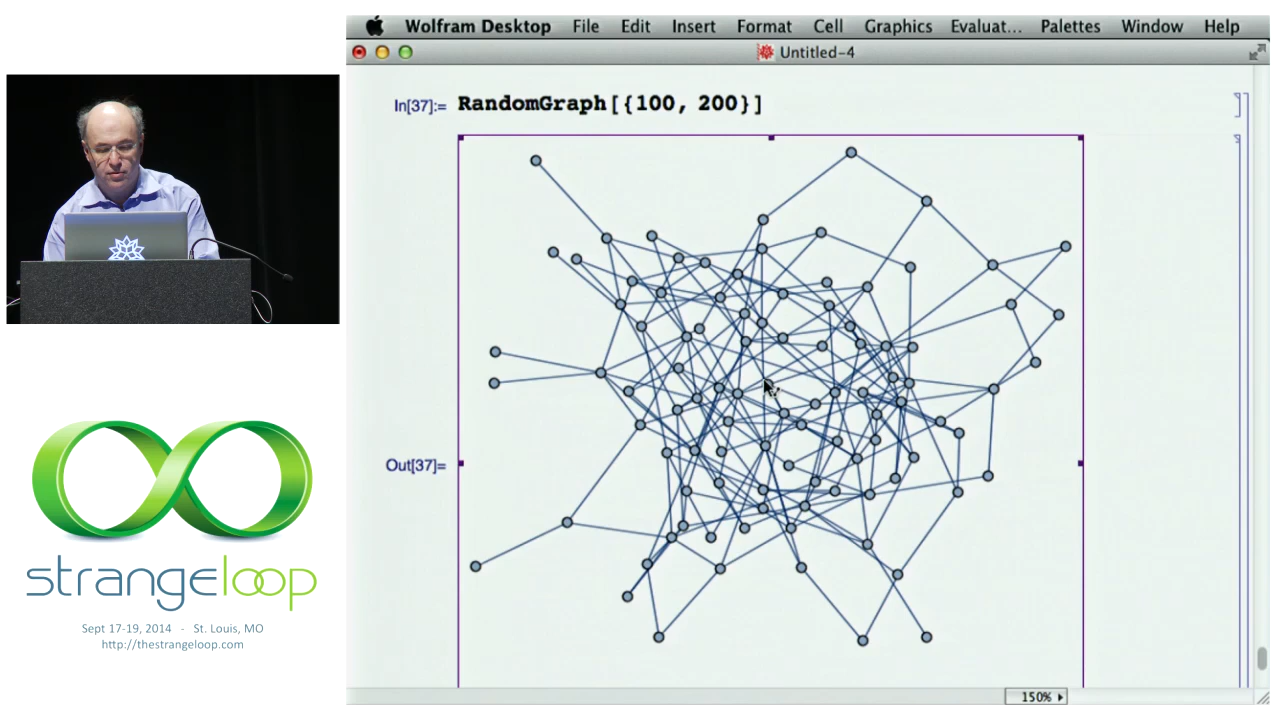 Wolfram Desktop File Edit Insert Format Cell Graphics Evaluat... Palettes Window Help
Untitled-4
In[37]:= RandomGraph[{100, 200}]
Out[37]=
strangeloop
Sept 17-19, 2014 - St. Louis, MO
http://thestrangeloop.com
150%